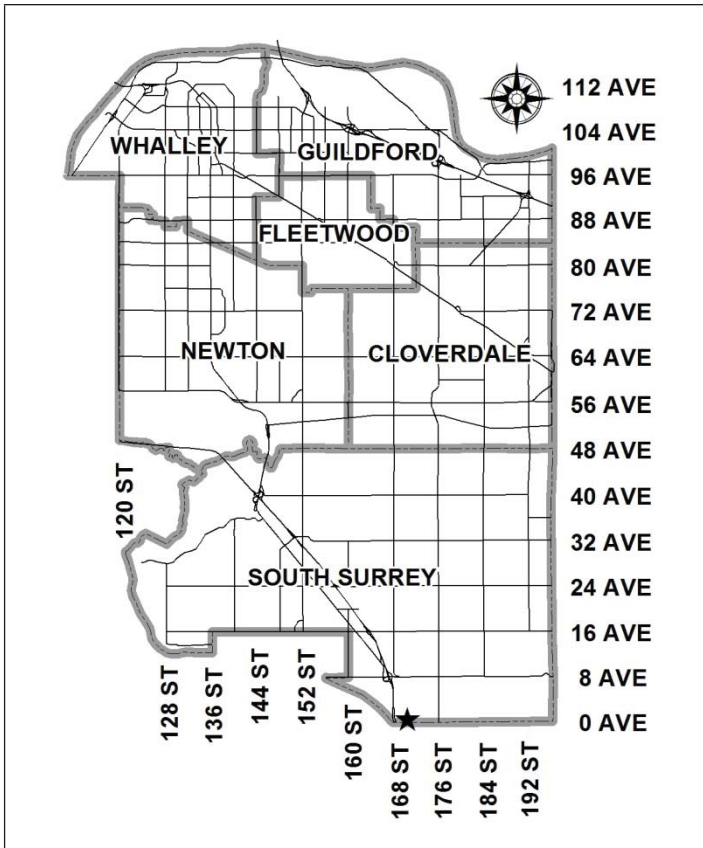 112 AVE
104 AVE
WHALLEY
GUILDFORD
96 AVE
88 AVE
FLEETWOOD
80 AVE
72 AVE
NEWTON
CLOVERDALE
64 AVE
56 AVE
48 AVE
120 ST
40 AVE
32 AVE
SOUTH SURREY
24 AVE
16 AVE
128 ST
136 ST
144 ST
152 ST
8 AVE
160 ST
0 AVE
168 ST
176 ST
184 ST
192 ST